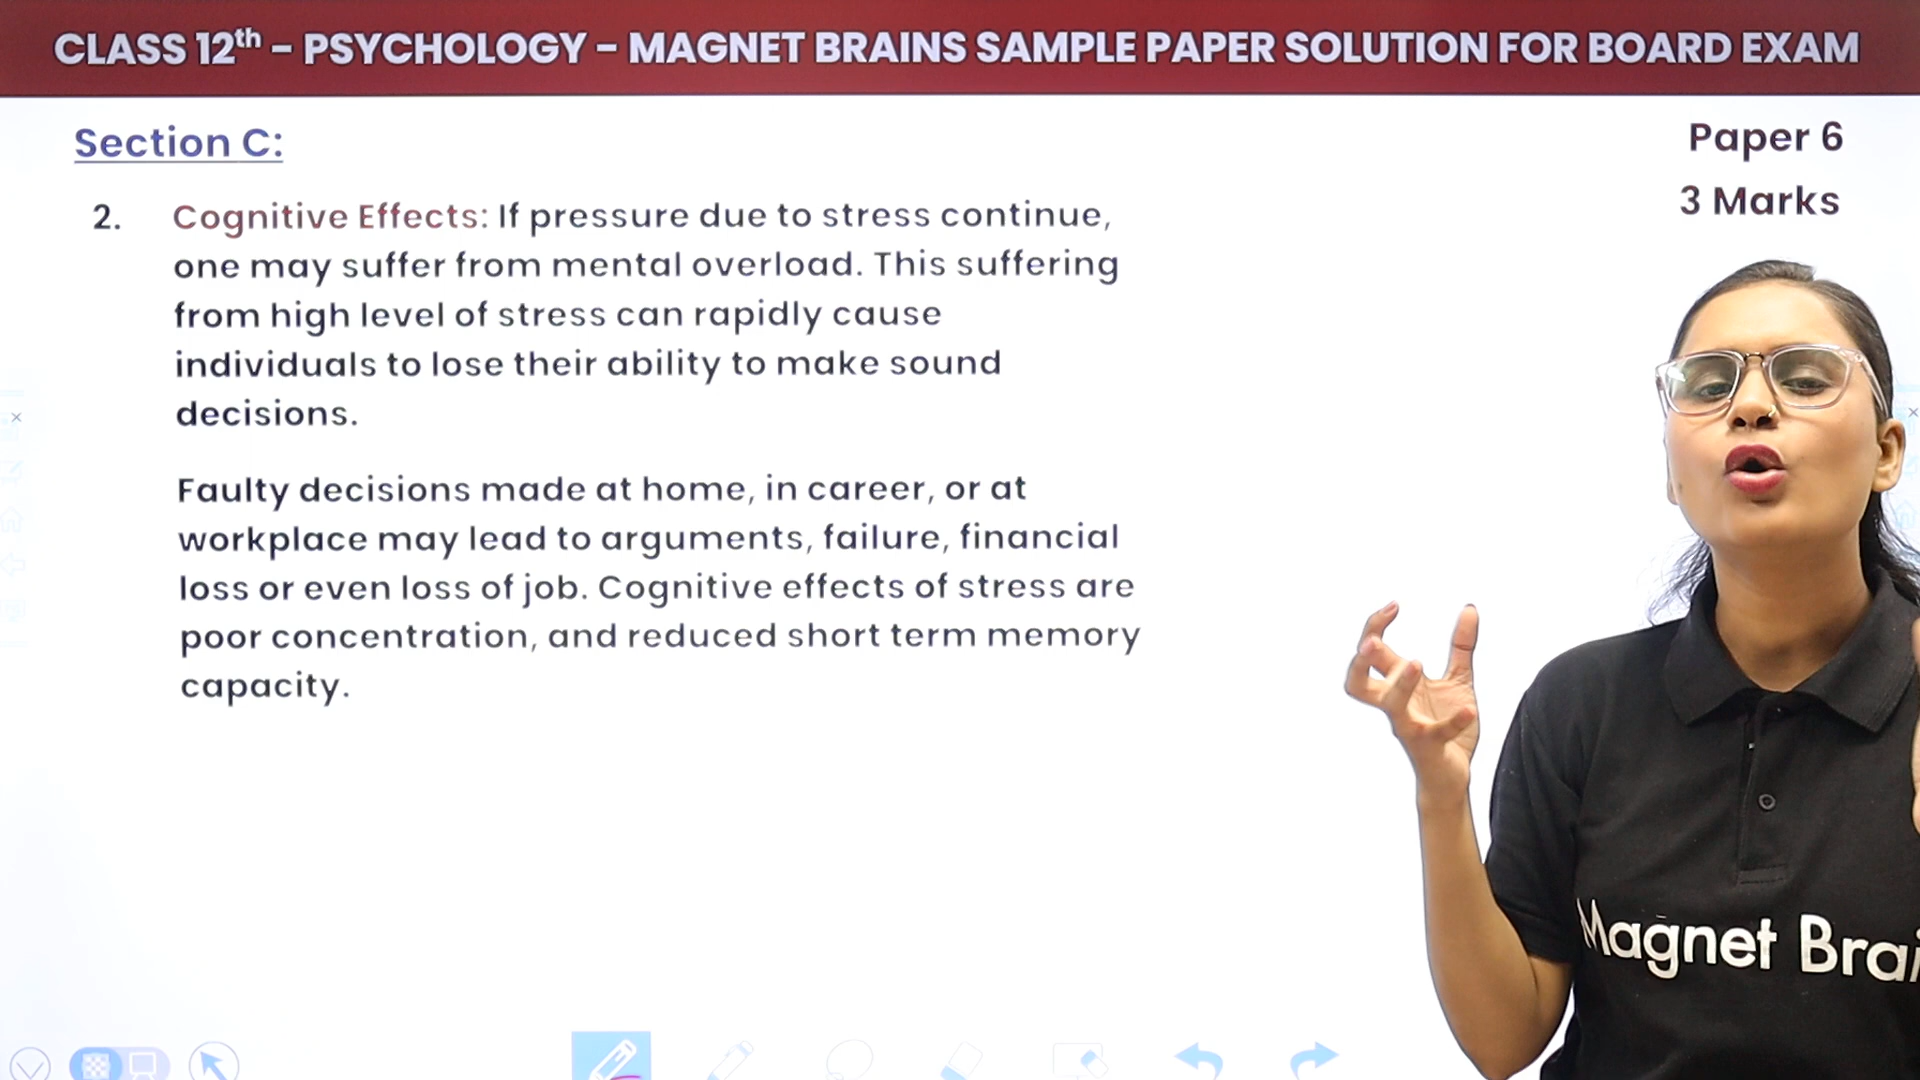 CLASS 12th – PSYCHOLOGY – MAGNET BRAINS SAMPLE PAPER SOLUTION FOR BOARD EXAM
Section C:
Paper 6
3 Marks
2. Cognitive Effects: If pressure due to stress continue,
one may suffer from mental overload. This suffering
from high level of stress can rapidly cause
individuals to lose their ability to make sound
decisions.
Faulty decisions made at home, in career, or at
workplace may lead to arguments, failure, financial
loss or even loss of job. Cognitive effects of stress are
poor concentration, and reduced short term memory
capacity.
Magnet Brai